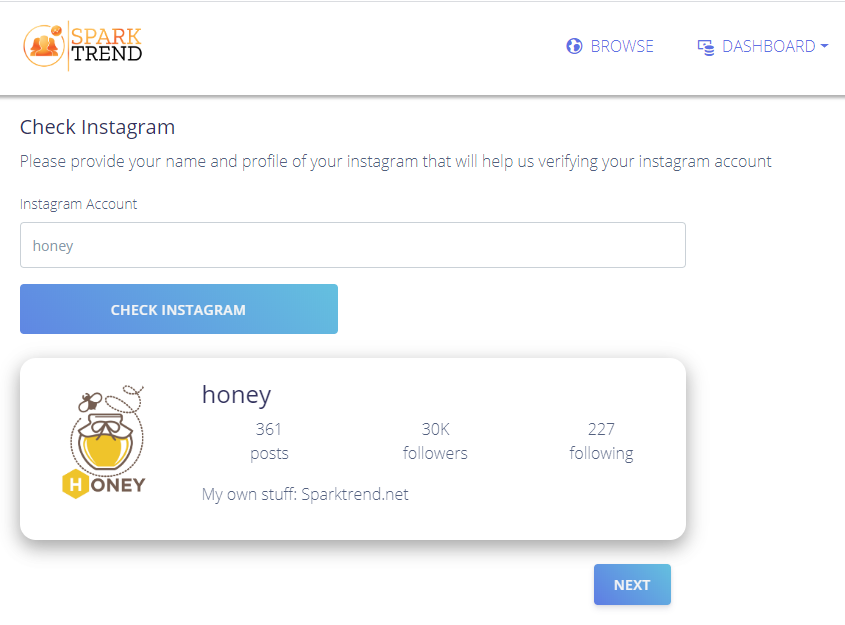 SPARK
TREND
BROWSE
DASHBOARD
Check Instagram
Please provide your name and profile of your instagram that will help us verifying your instagram account
Instagram Account
honey
CHECK INSTAGRAM
honey
361
30K
227
posts
followers
following
HONEY
My own stuff: Sparktrend.net
NEXT